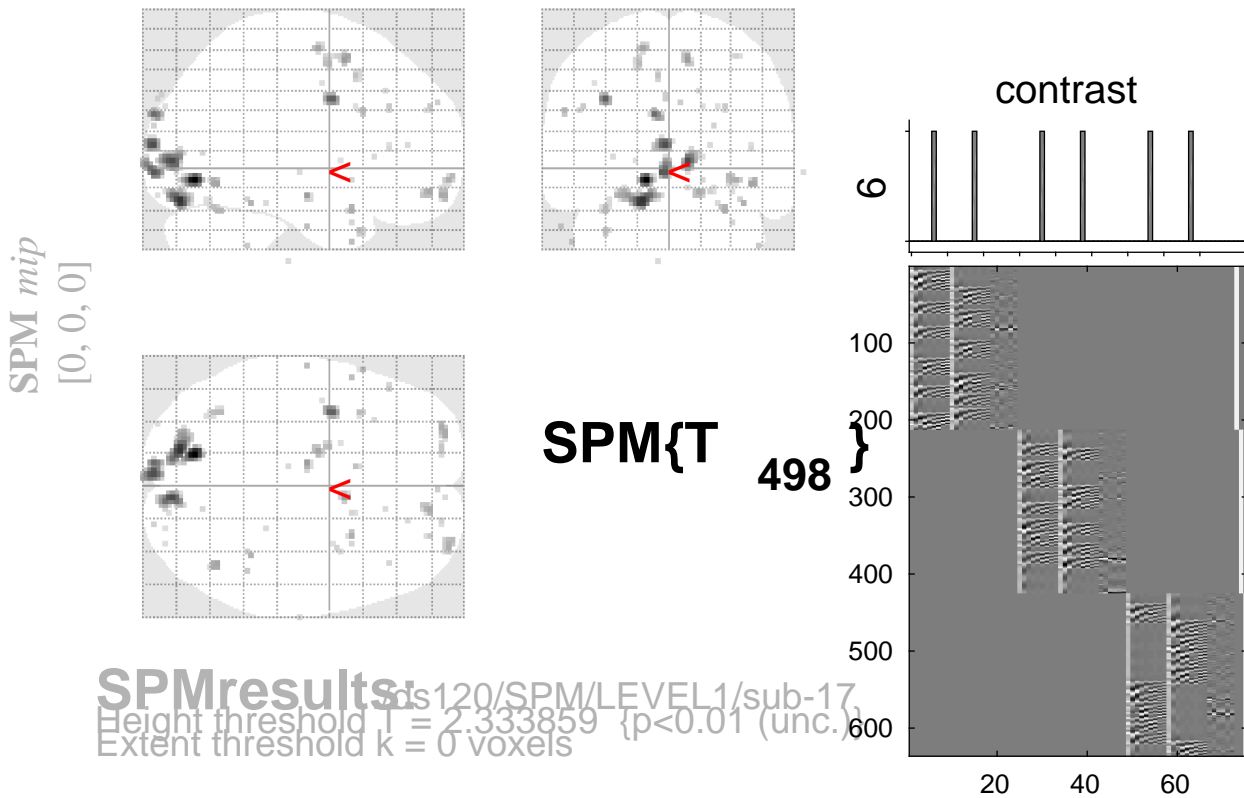 SPM mip
[0, 0, 0]
<
<
<
SPM{T498}
SPMresults: /ds120/SPM/LEVEL1/sub-17
Height threshold T = 2.333859 {p<0.01 (unc.)}
Extent threshold k = 0 voxels
contrast
6
100
200
300
400
500
600
20 40 60